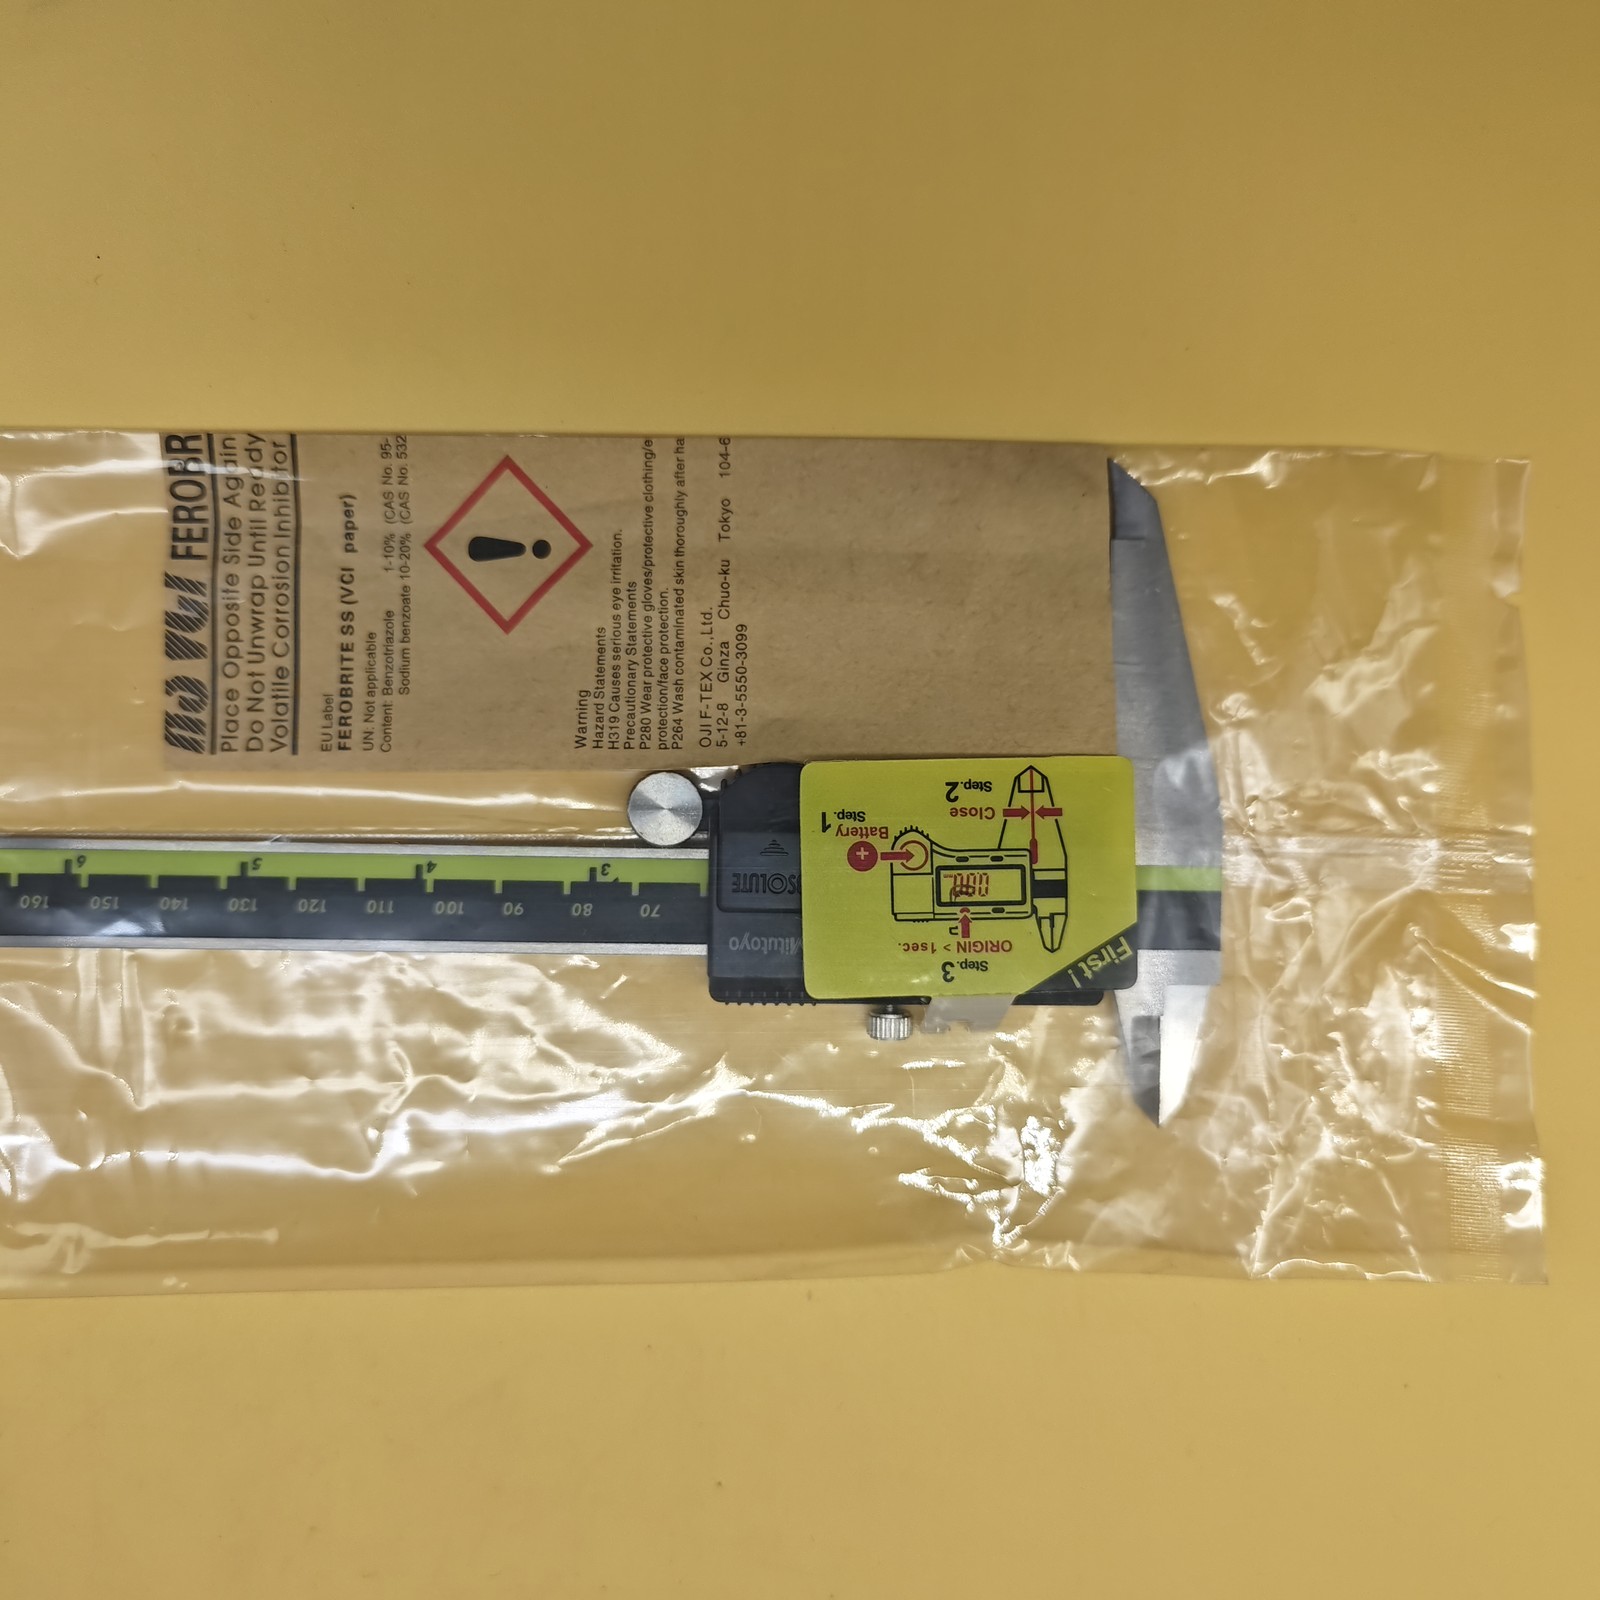 FEROBR
Place Opposite Side Again
Do Not Unwrap Until Ready
Volatile Corrosion Inhibitor
EU Label
FEROBRITE SS (VCI paper)
UN: Not applicable
Content: Benzotriazole 1-10% (CAS No. 95-
Sodium benzoate 10-20% (CAS No. 532
Warning
Hazard Statements
H319 Causes serious eye irritation.
Precautionary Statements
P280 Wear protective gloves/protective clothing/e
protection/face protection.
P264 Wash contaminated skin thoroughly after ha
OJI F-TEX Co.,Ltd.
5-12-8 Ginza Chuo-ku Tokyo 104-6
+81-3-5550-3099
First!
Step.3
ORIGIN > 1sec.
Battery
Step.1
Close
Step.2
Mitutoyo
SOLUTE
70 80 90 100 110 120 130 140 150 160
3 4 5 6